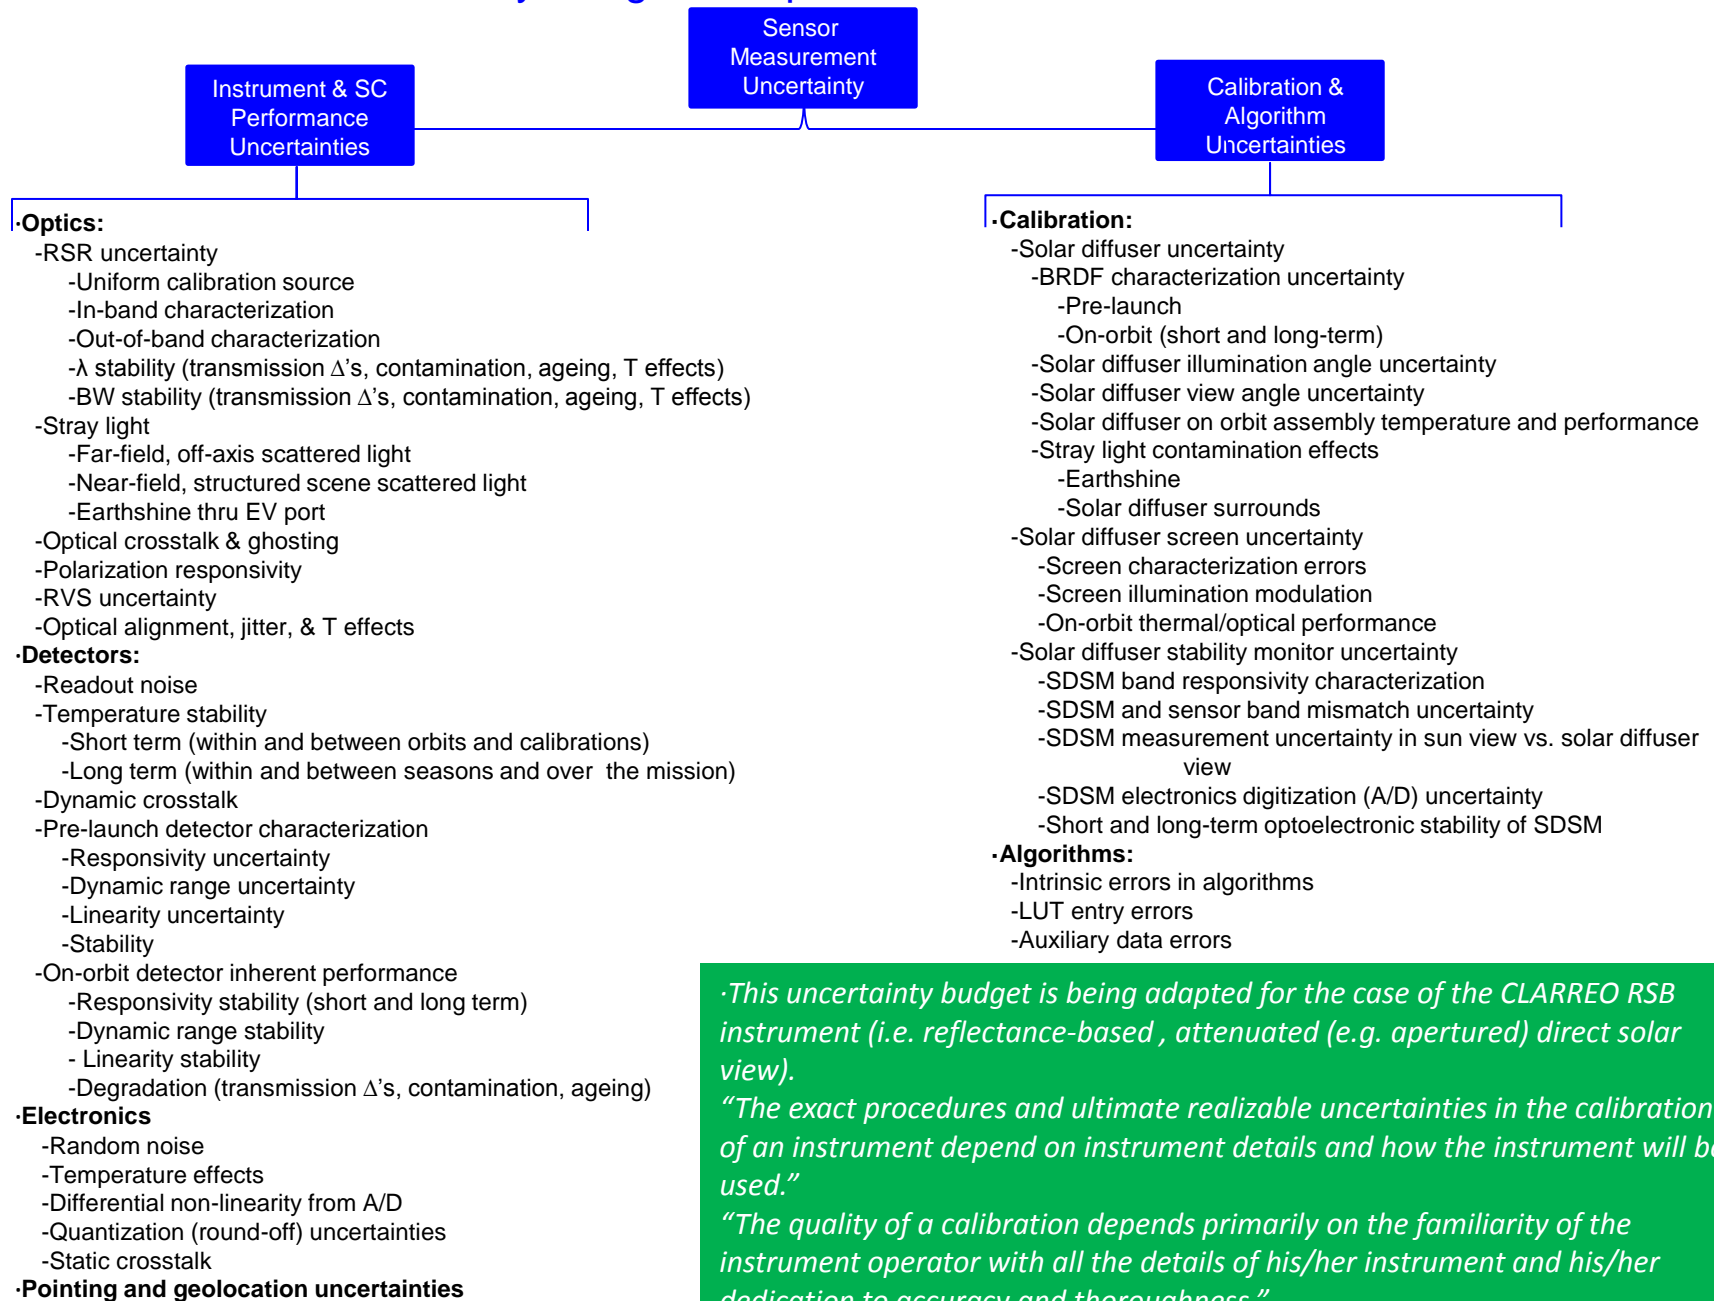 Sensor
Measurement
Uncertainty
Instrument & SC
Performance
Uncertainties
Calibration &
Algorithm
Uncertainties
·Optics:
-RSR uncertainty
-Uniform calibration source
-In-band characterization
-Out-of-band characterization
-λ stability (transmission Δ's, contamination, ageing, T effects)
-BW stability (transmission Δ's, contamination, ageing, T effects)
-Stray light
-Far-field, off-axis scattered light
-Near-field, structured scene scattered light
-Earthshine thru EV port
-Optical crosstalk & ghosting
-Polarization responsivity
-RVS uncertainty
-Optical alignment, jitter, & T effects
·Detectors:
-Readout noise
-Temperature stability
-Short term (within and between orbits and calibrations)
-Long term (within and between seasons and over the mission)
-Dynamic crosstalk
-Pre-launch detector characterization
-Responsivity uncertainty
-Dynamic range uncertainty
-Linearity uncertainty
-Stability
-On-orbit detector inherent performance
-Responsivity stability (short and long term)
-Dynamic range stability
- Linearity stability
-Degradation (transmission Δ's, contamination, ageing)
·Electronics
-Random noise
-Temperature effects
-Differential non-linearity from A/D
-Quantization (round-off) uncertainties
-Static crosstalk
·Pointing and geolocation uncertainties
·Calibration:
-Solar diffuser uncertainty
-BRDF characterization uncertainty
-Pre-launch
-On-orbit (short and long-term)
-Solar diffuser illumination angle uncertainty
-Solar diffuser view angle uncertainty
-Solar diffuser on orbit assembly temperature and performance
-Stray light contamination effects
-Earthshine
-Solar diffuser surrounds
-Solar diffuser screen uncertainty
-Screen characterization errors
-Screen illumination modulation
-On-orbit thermal/optical performance
-Solar diffuser stability monitor uncertainty
-SDSM band responsivity characterization
-SDSM and sensor band mismatch uncertainty
-SDSM measurement uncertainty in sun view vs. solar diffuser
view
-SDSM electronics digitization (A/D) uncertainty
-Short and long-term optoelectronic stability of SDSM
·Algorithms:
-Intrinsic errors in algorithms
-LUT entry errors
-Auxiliary data errors
·This uncertainty budget is being adapted for the case of the CLARREO RSB
instrument (i.e. reflectance-based , attenuated (e.g. apertured) direct solar
view).
“The exact procedures and ultimate realizable uncertainties in the calibration
of an instrument depend on instrument details and how the instrument will be
used.”
“The quality of a calibration depends primarily on the familiarity of the
instrument operator with all the details of his/her instrument and his/her
dedication to accuracy and thoroughness.”